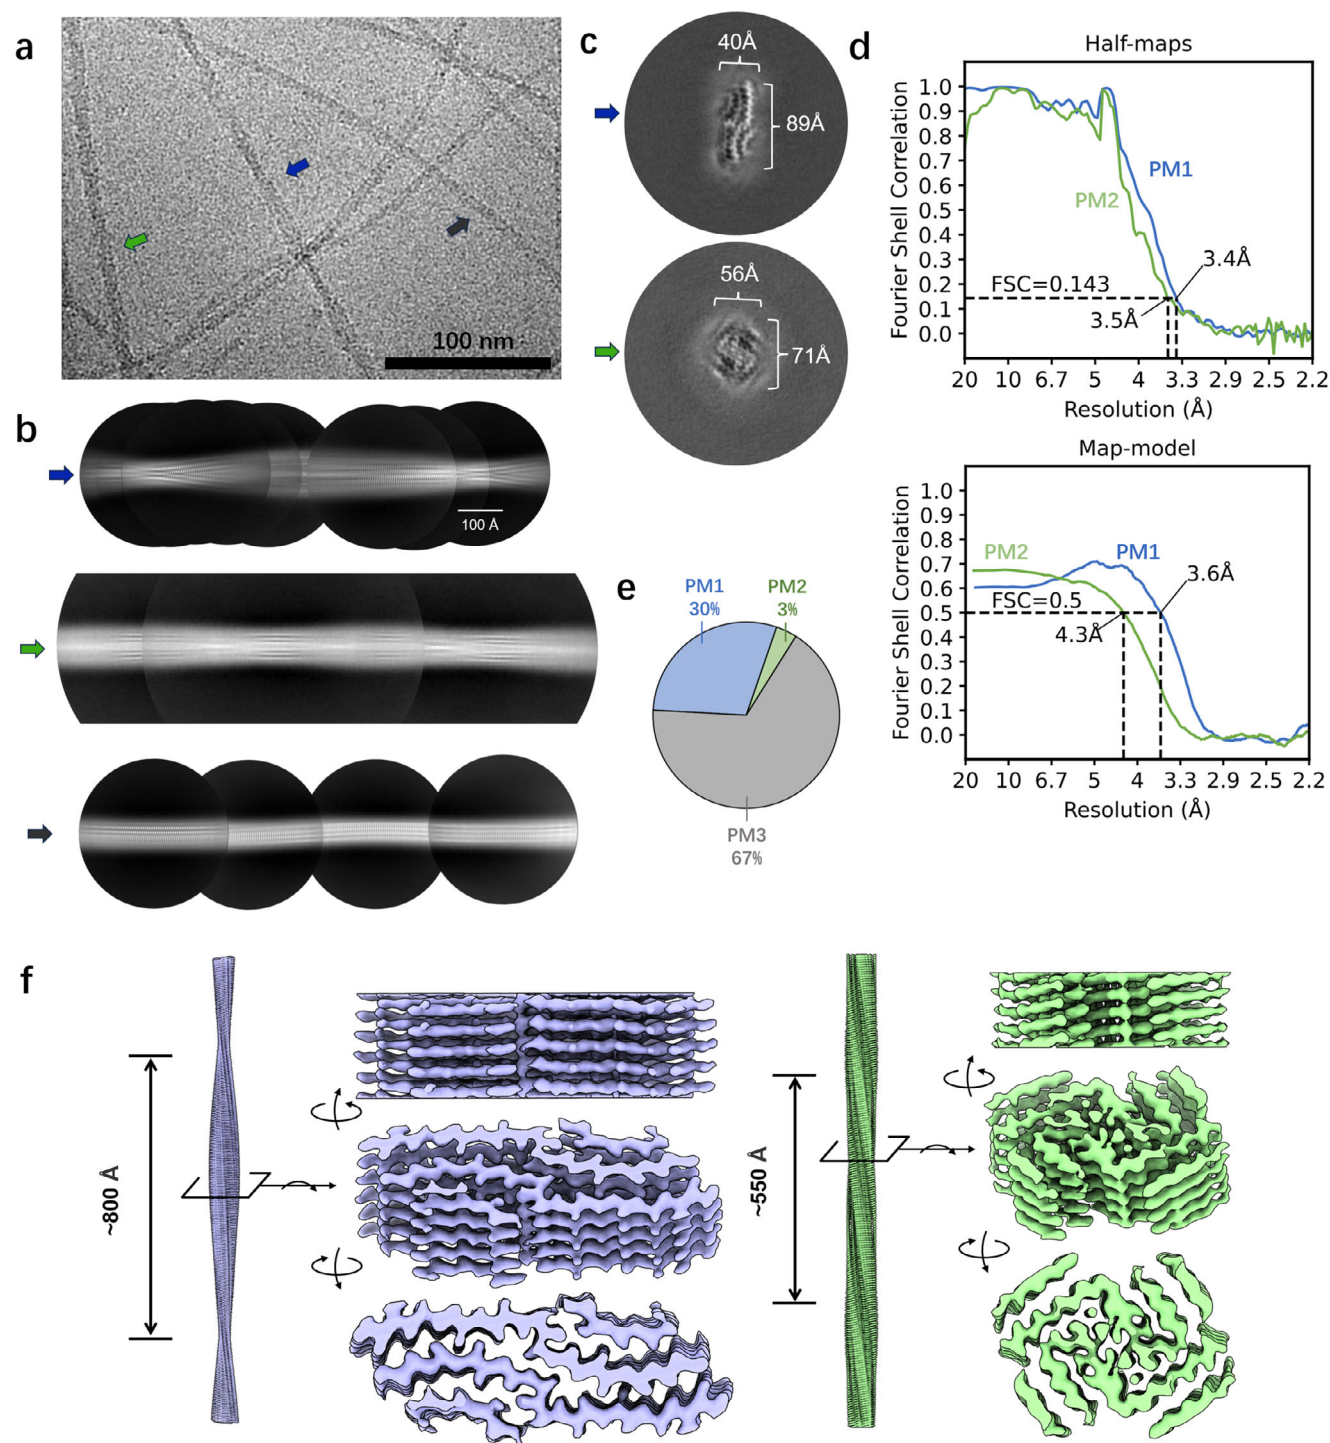 a
100 nm
b
100 Å
c
40Å
89Å
56Å
71Å
d
Half-maps
Fourier Shell Correlation
1.0
0.9
0.8
0.7
0.6
0.5
0.4
0.3
0.2
0.1
0.0
PM1
PM2
3.4Å
FSC=0.143
3.5Å
20 10 6.7 5 4 3.3 2.9 2.5 2.2
Resolution (Å)
Map-model
Fourier Shell Correlation
1.0
0.9
0.8
0.7
0.6
0.5
0.4
0.3
0.2
0.1
0.0
PM2
PM1
3.6Å
FSC=0.5
4.3Å
20 10 6.7 5 4 3.3 2.9 2.5 2.2
Resolution (Å)
e
PM1
30%
PM2
3%
PM3
67%
f
~800 Å
~550 Å